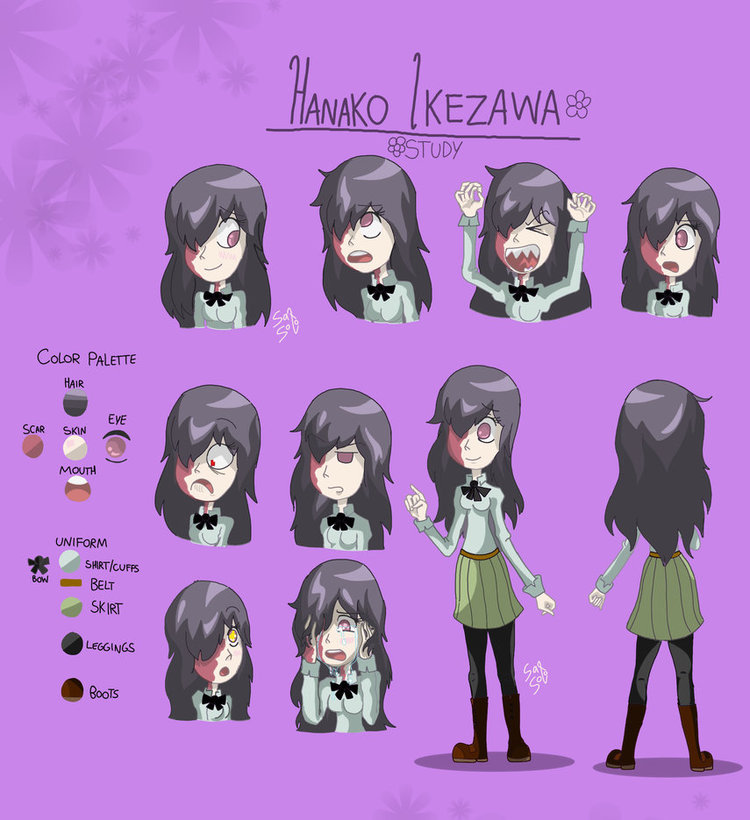 HANAKO IKEZAWA
STUDY
COLOR PALETTE
HAIR
SCAR SKIN EYE
MOUTH
UNIFORM
BOW
SHIRT/CUFFS
BELT
SKIRT
LEGGINGS
BOOTS